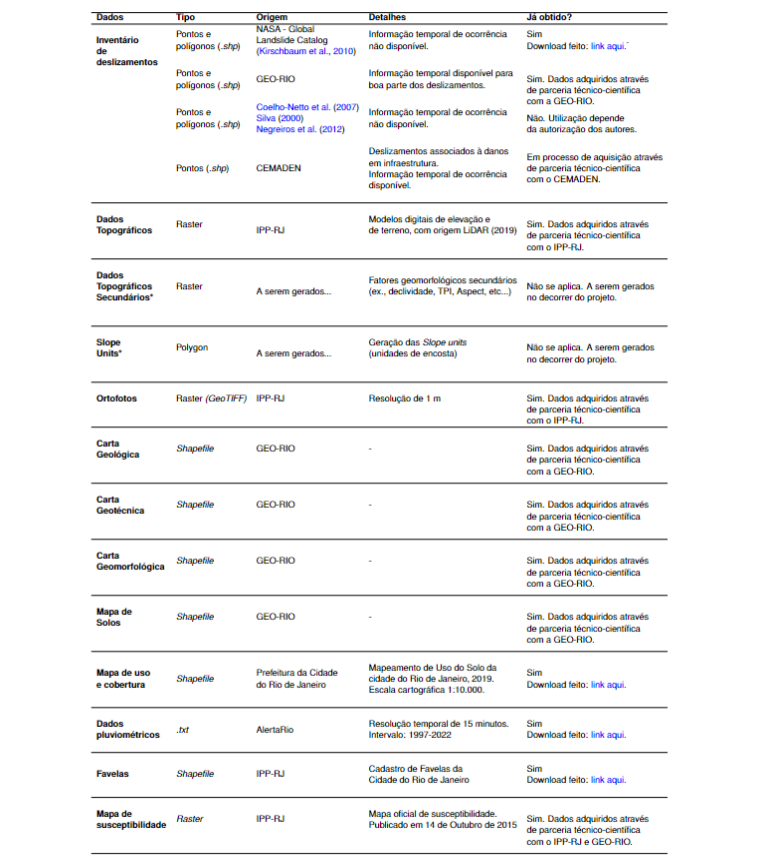 Dados Tipo Origem Detalhes Já obtido?
Inventário
de
deslizamentos
Pontos e
polígonos (.shp)
NASA - Global
Landslide Catalog
(Kirschbaum et al., 2010)
Informação temporal de ocorrência
não disponível.
Sim
Download feito: link aqui.
Pontos e
polígonos (.shp)
GEO-RIO
Informação temporal disponível para
boa parte dos deslizamentos.
Sim. Dados adquiridos através
de parceria técnico-científica
com a GEO-RIO.
Pontos e
polígonos (.shp)
Coelho-Netto et al. (2007)
Silva (2000)
Negreiros et al. (2012)
Informação temporal de ocorrência
não disponível.
Não. Utilização depende
da autorização dos autores.
Pontos (.shp)
CEMADEN
Deslizamentos associados à danos
em infraestrutura.
Informação temporal de ocorrência
disponível.
Em processo de aquisição através
de parceria técnico-científica
com o CEMADEN.
Dados
Topográficos
Raster
IPP-RJ
Modelos digitais de elevação e
de terreno, com origem LiDAR (2019)
Sim. Dados adquiridos através
de parceria técnico-científica
com o IPP-RJ.
Dados
Topográficos
Secundários*
Raster
A serem gerados...
Fatores geomorfológicos secundários
(ex., declividade, TPI, Aspect, etc...)
Não se aplica. A serem gerados
no decorrer do projeto.
Slope
Units*
Polygon
A serem gerados...
Geração das Slope units
(unidades de encosta)
Não se aplica. A serem gerados
no decorrer do projeto.
Ortofotos
Raster (GeoTIFF)
IPP-RJ
Resolução de 1 m
Sim. Dados adquiridos através
de parceria técnico-científica
com o IPP-RJ.
Carta
Geológica
Shapefile
GEO-RIO
-
Sim. Dados adquiridos através
de parceria técnico-científica
com a GEO-RIO.
Carta
Geotécnica
Shapefile
GEO-RIO
-
Sim. Dados adquiridos através
de parceria técnico-científica
com a GEO-RIO.
Carta
Geomorfológica
Shapefile
GEO-RIO
-
Sim. Dados adquiridos através
de parceria técnico-científica
com a GEO-RIO.
Mapa de
Solos
Shapefile
GEO-RIO
-
Sim. Dados adquiridos através
de parceria técnico-científica
com a GEO-RIO.
Mapa de uso
e cobertura
Shapefile
Prefeitura da Cidade
do Rio de Janeiro
Mapeamento de Uso do Solo da
cidade do Rio de Janeiro, 2019.
Escala cartográfica 1:10.000.
Sim
Download feito: link aqui.
Dados
pluviométricos
.txt
AlertaRio
Resolução temporal de 15 minutos.
Intervalo: 1997-2022
Sim
Download feito: link aqui.
Favelas
Shapefile
IPP-RJ
Cadastro de Favelas da
Cidade do Rio de Janeiro
Sim
Download feito: link aqui.
Mapa de
susceptibilidade
Raster
IPP-RJ
Mapa oficial de susceptibilidade.
Publicado em 14 de Outubro de 2015
Sim. Dados adquiridos através
de parceria técnico-científica
com o IPP-RJ e GEO-RIO.